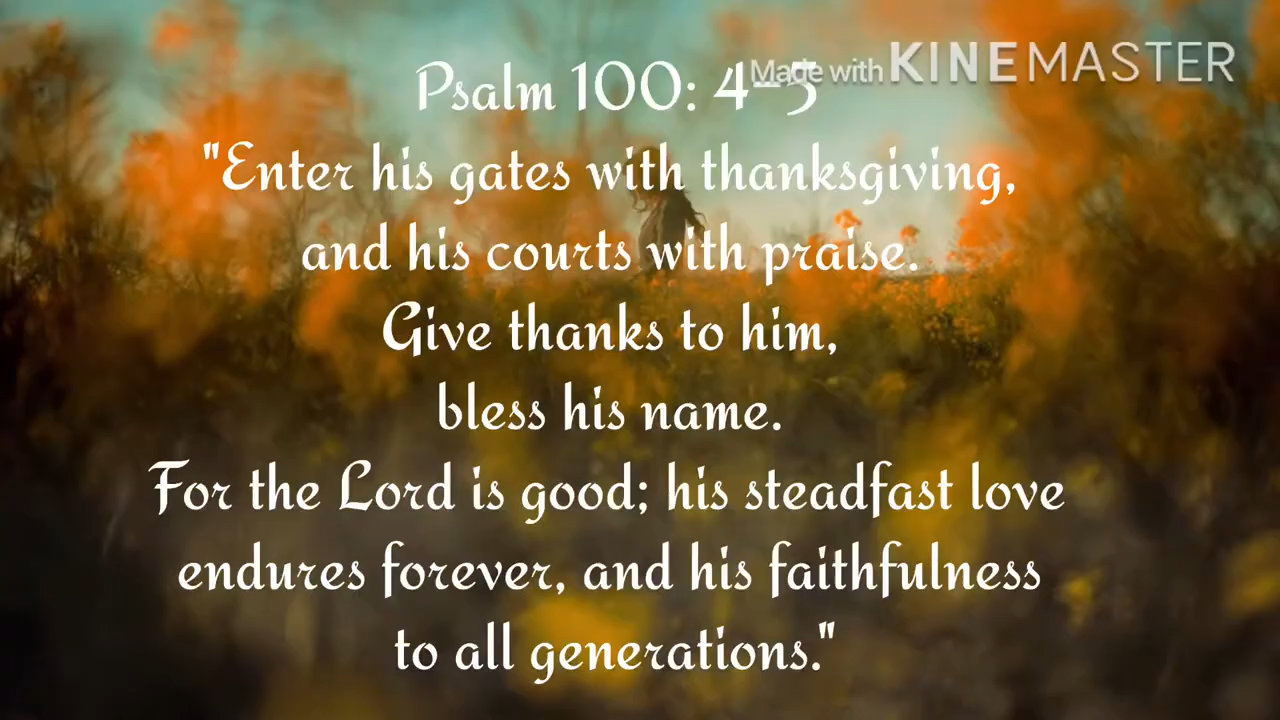 Made with KINEMASTER
Psalm 100: 4-5
"Enter his gates with thanksgiving,
and his courts with praise.
Give thanks to him,
bless his name.
For the Lord is good; his steadfast love
endures forever, and his faithfulness
to all generations."